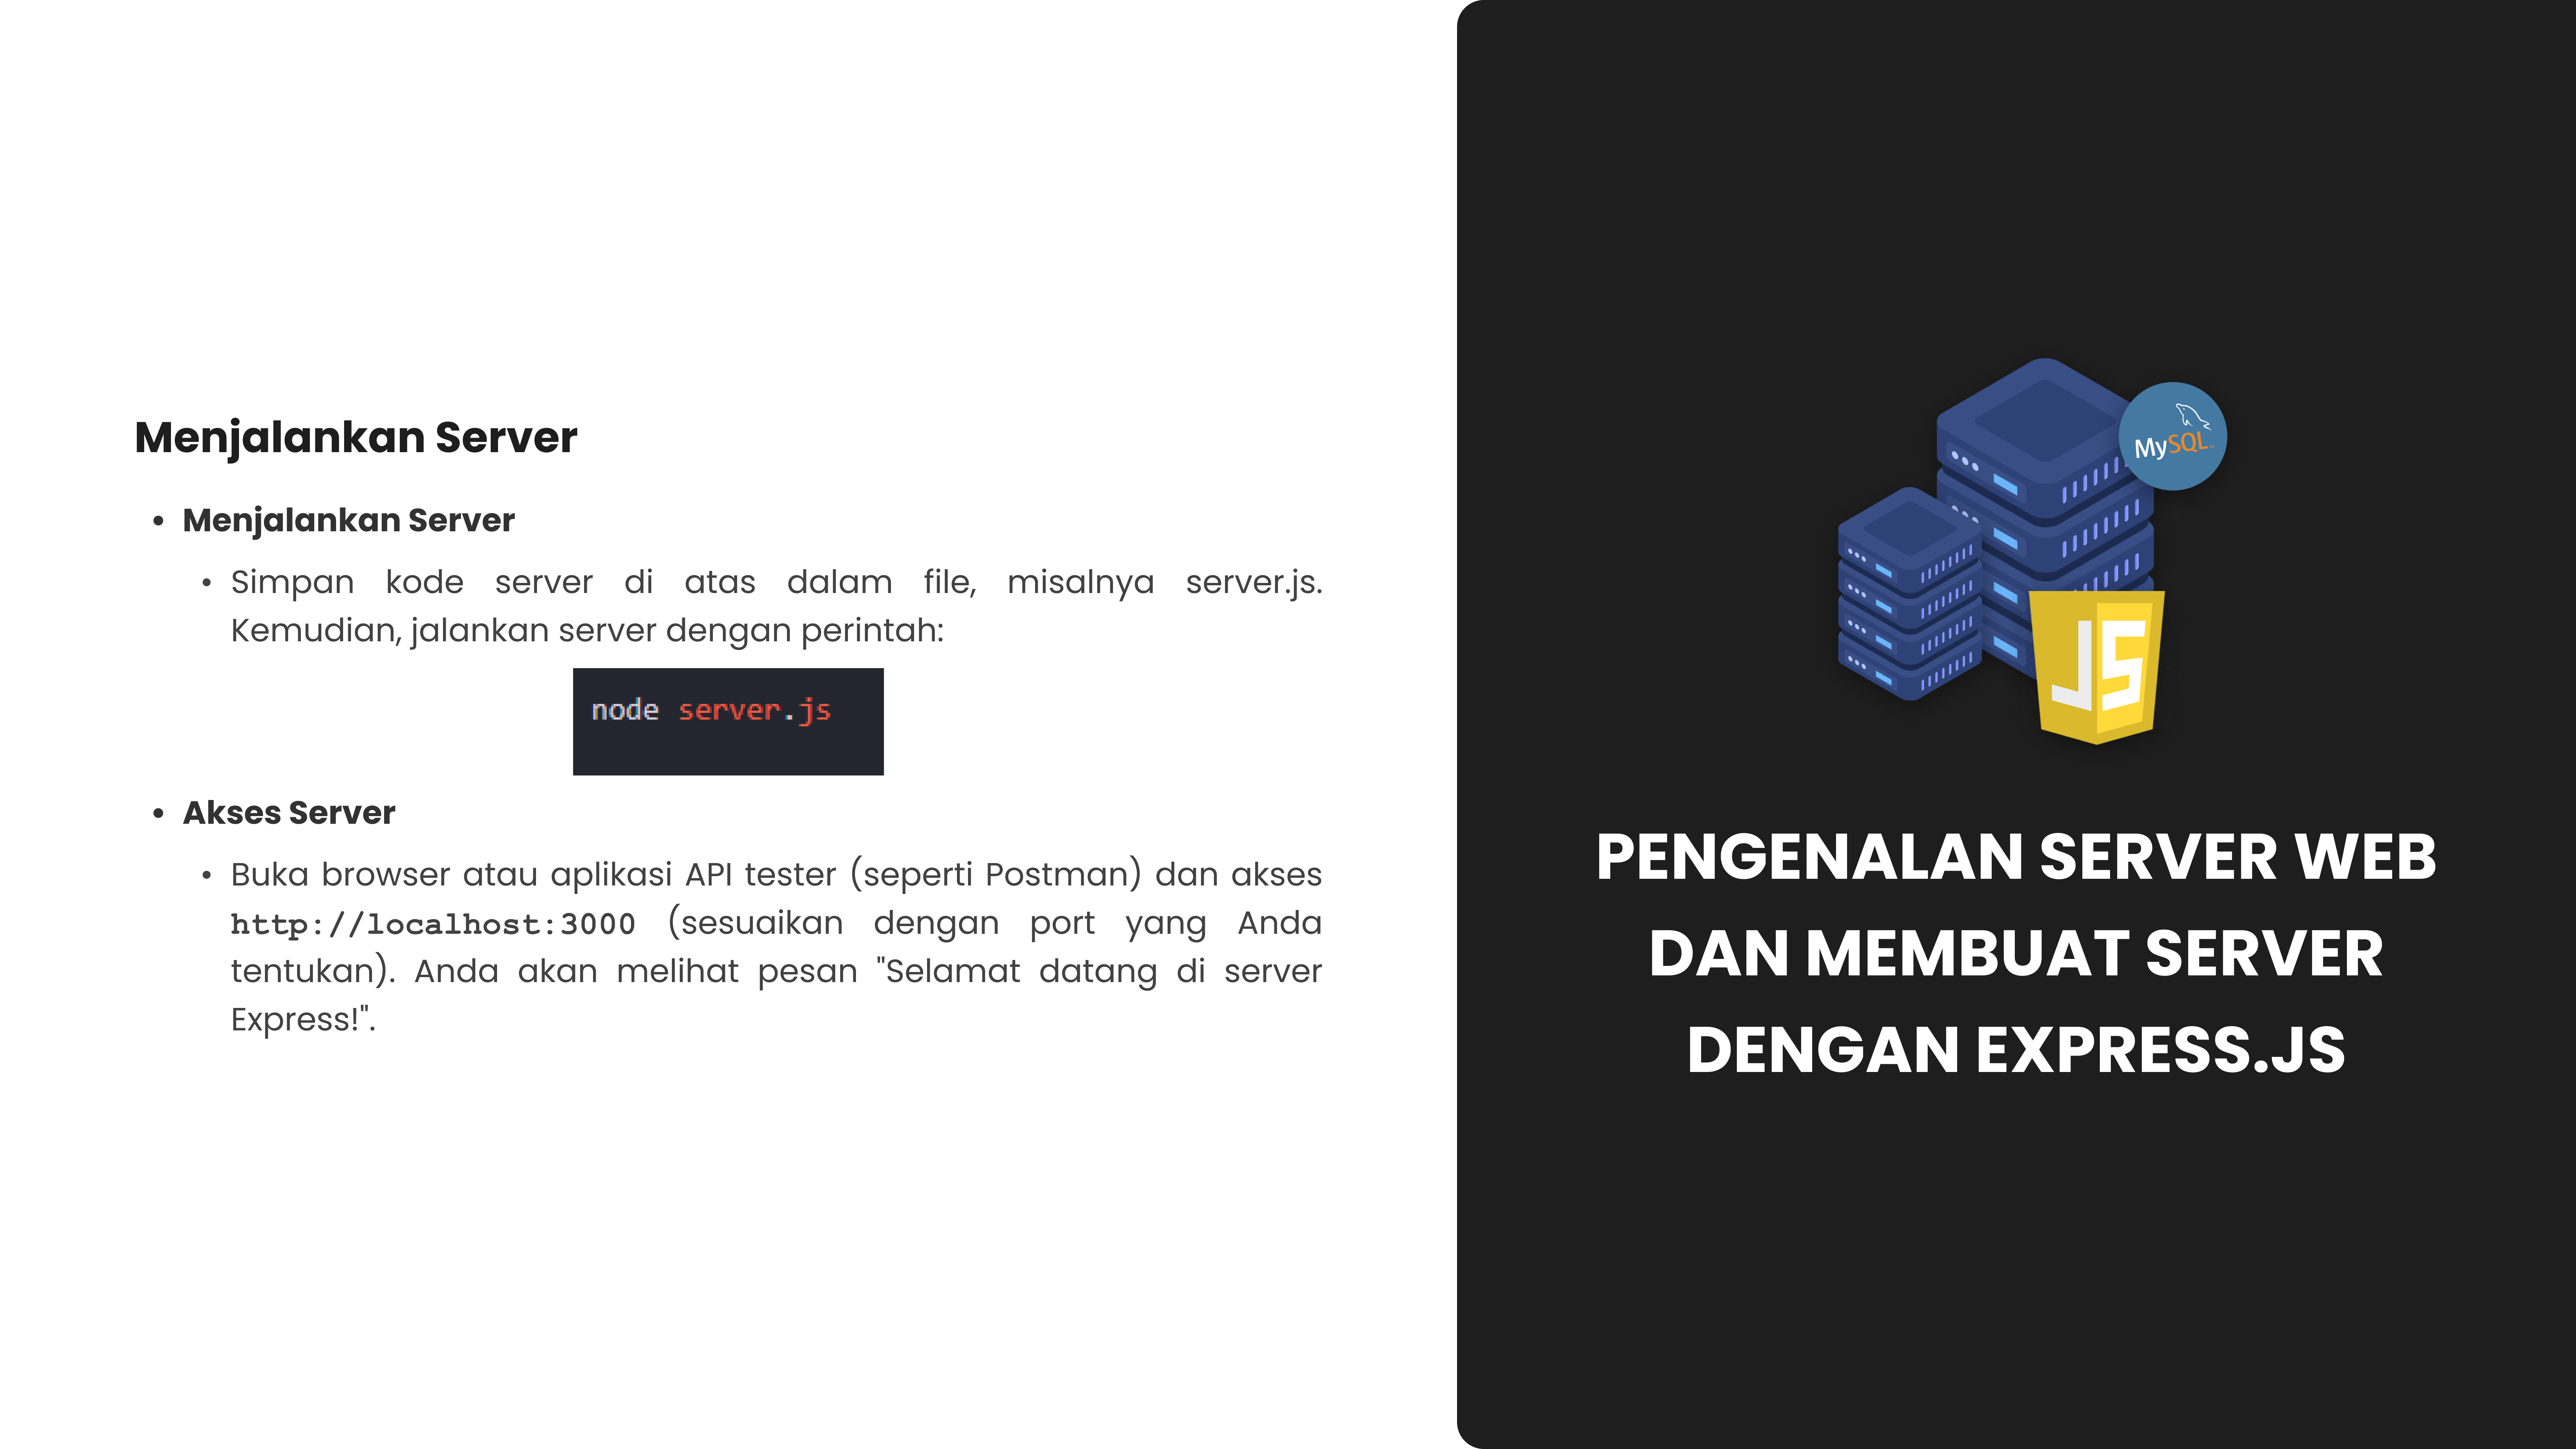 Menjalankan Server
• Menjalankan Server
• Simpan kode server di atas dalam file, misalnya server.js.
Kemudian, jalankan server dengan perintah:
node server.js
• Akses Server
• Buka browser atau aplikasi API tester (seperti Postman) dan akses
http://localhost:3000 (sesuaikan dengan port yang Anda
tentukan). Anda akan melihat pesan "Selamat datang di server
Express!".
MySQL
JS
PENGENALAN SERVER WEB
DAN MEMBUAT SERVER
DENGAN EXPRESS.JS